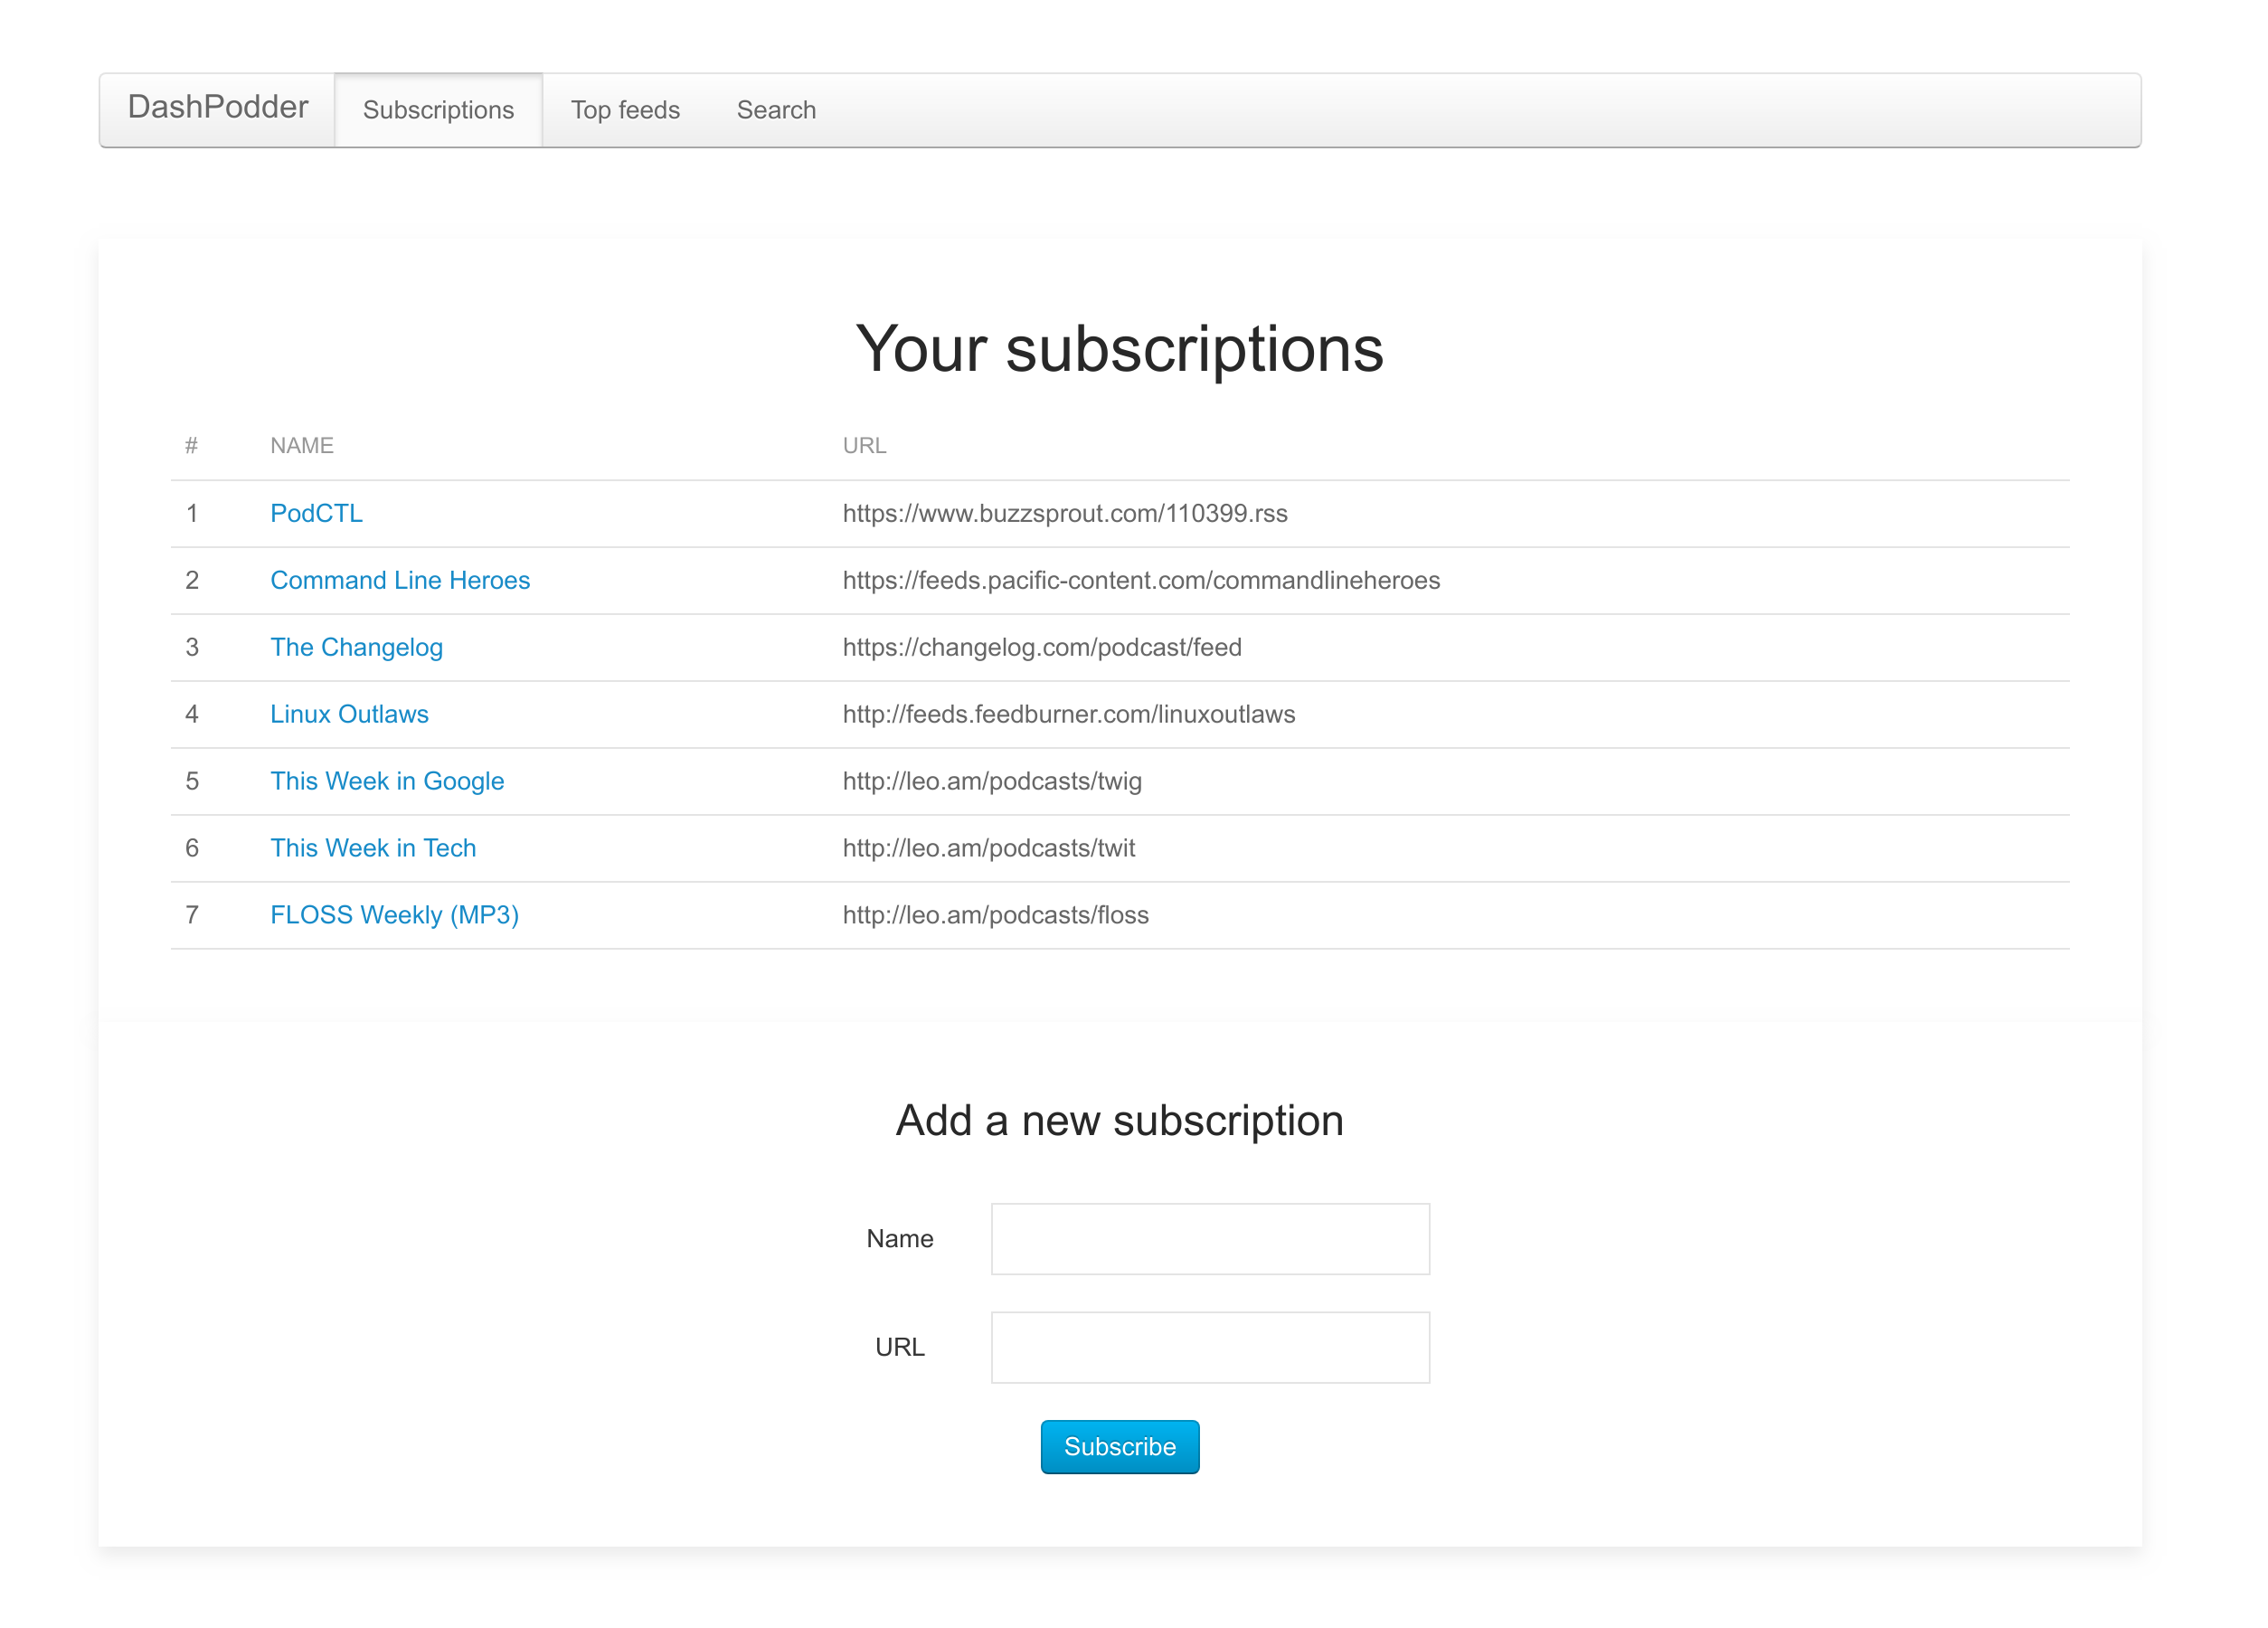 DashPodder Subscriptions Top feeds Search
Your subscriptions
# NAME URL
1 PodCTL https://www.buzzsprout.com/110399.rss
2 Command Line Heroes https://feeds.pacific-content.com/commandlineheroes
3 The Changelog https://changelog.com/podcast/feed
4 Linux Outlaws http://feeds.feedburner.com/linuxoutlaws
5 This Week in Google http://leo.am/podcasts/twig
6 This Week in Tech http://leo.am/podcasts/twit
7 FLOSS Weekly (MP3) http://leo.am/podcasts/floss
Add a new subscription
Name
URL
Subscribe